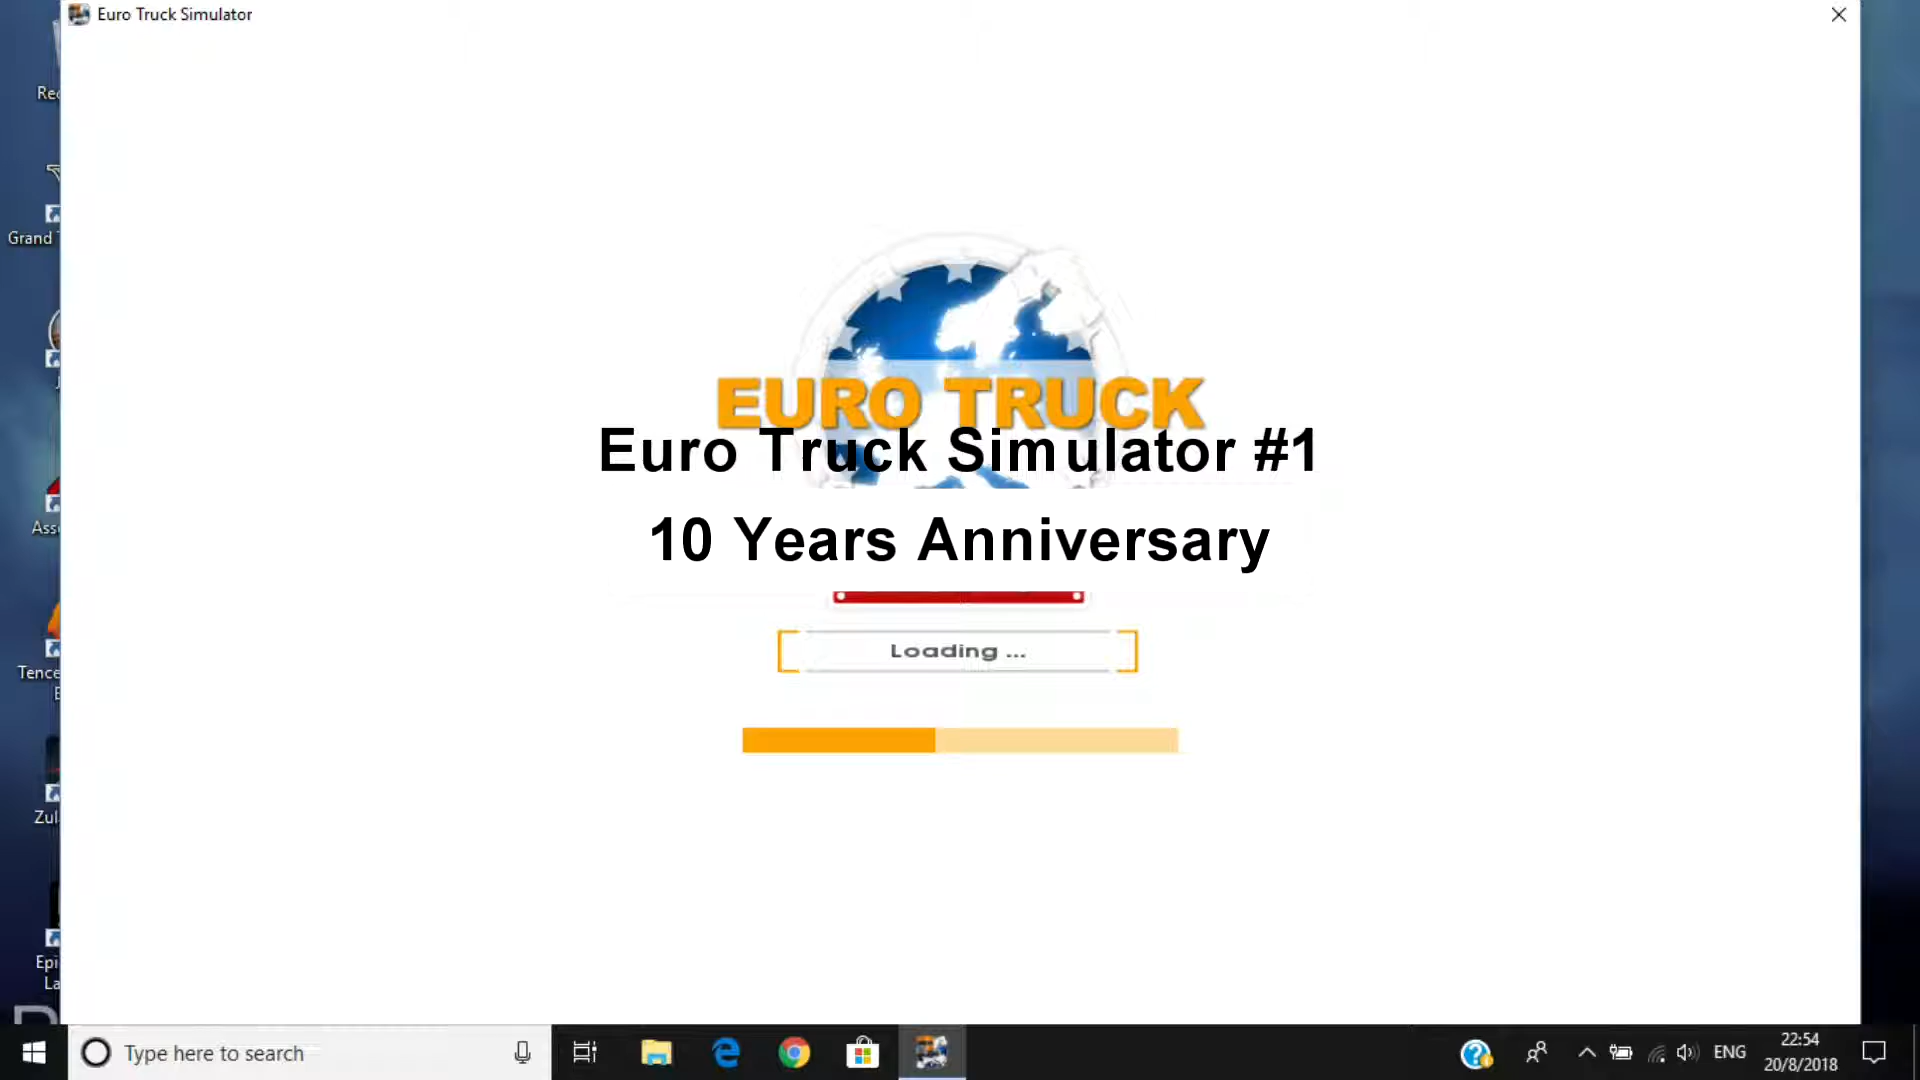 Euro Truck Simulator
Rec
Grand
EURO TRUCK
Euro Truck Simulator #1
10 Years Anniversary
Asse
Loading ...
Tence
Zul
Epi
La
Type here to search
ENG
22:54
20/8/2018